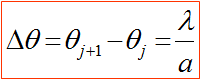 Δθ = θ_{j+1} − θ_j = λ/a